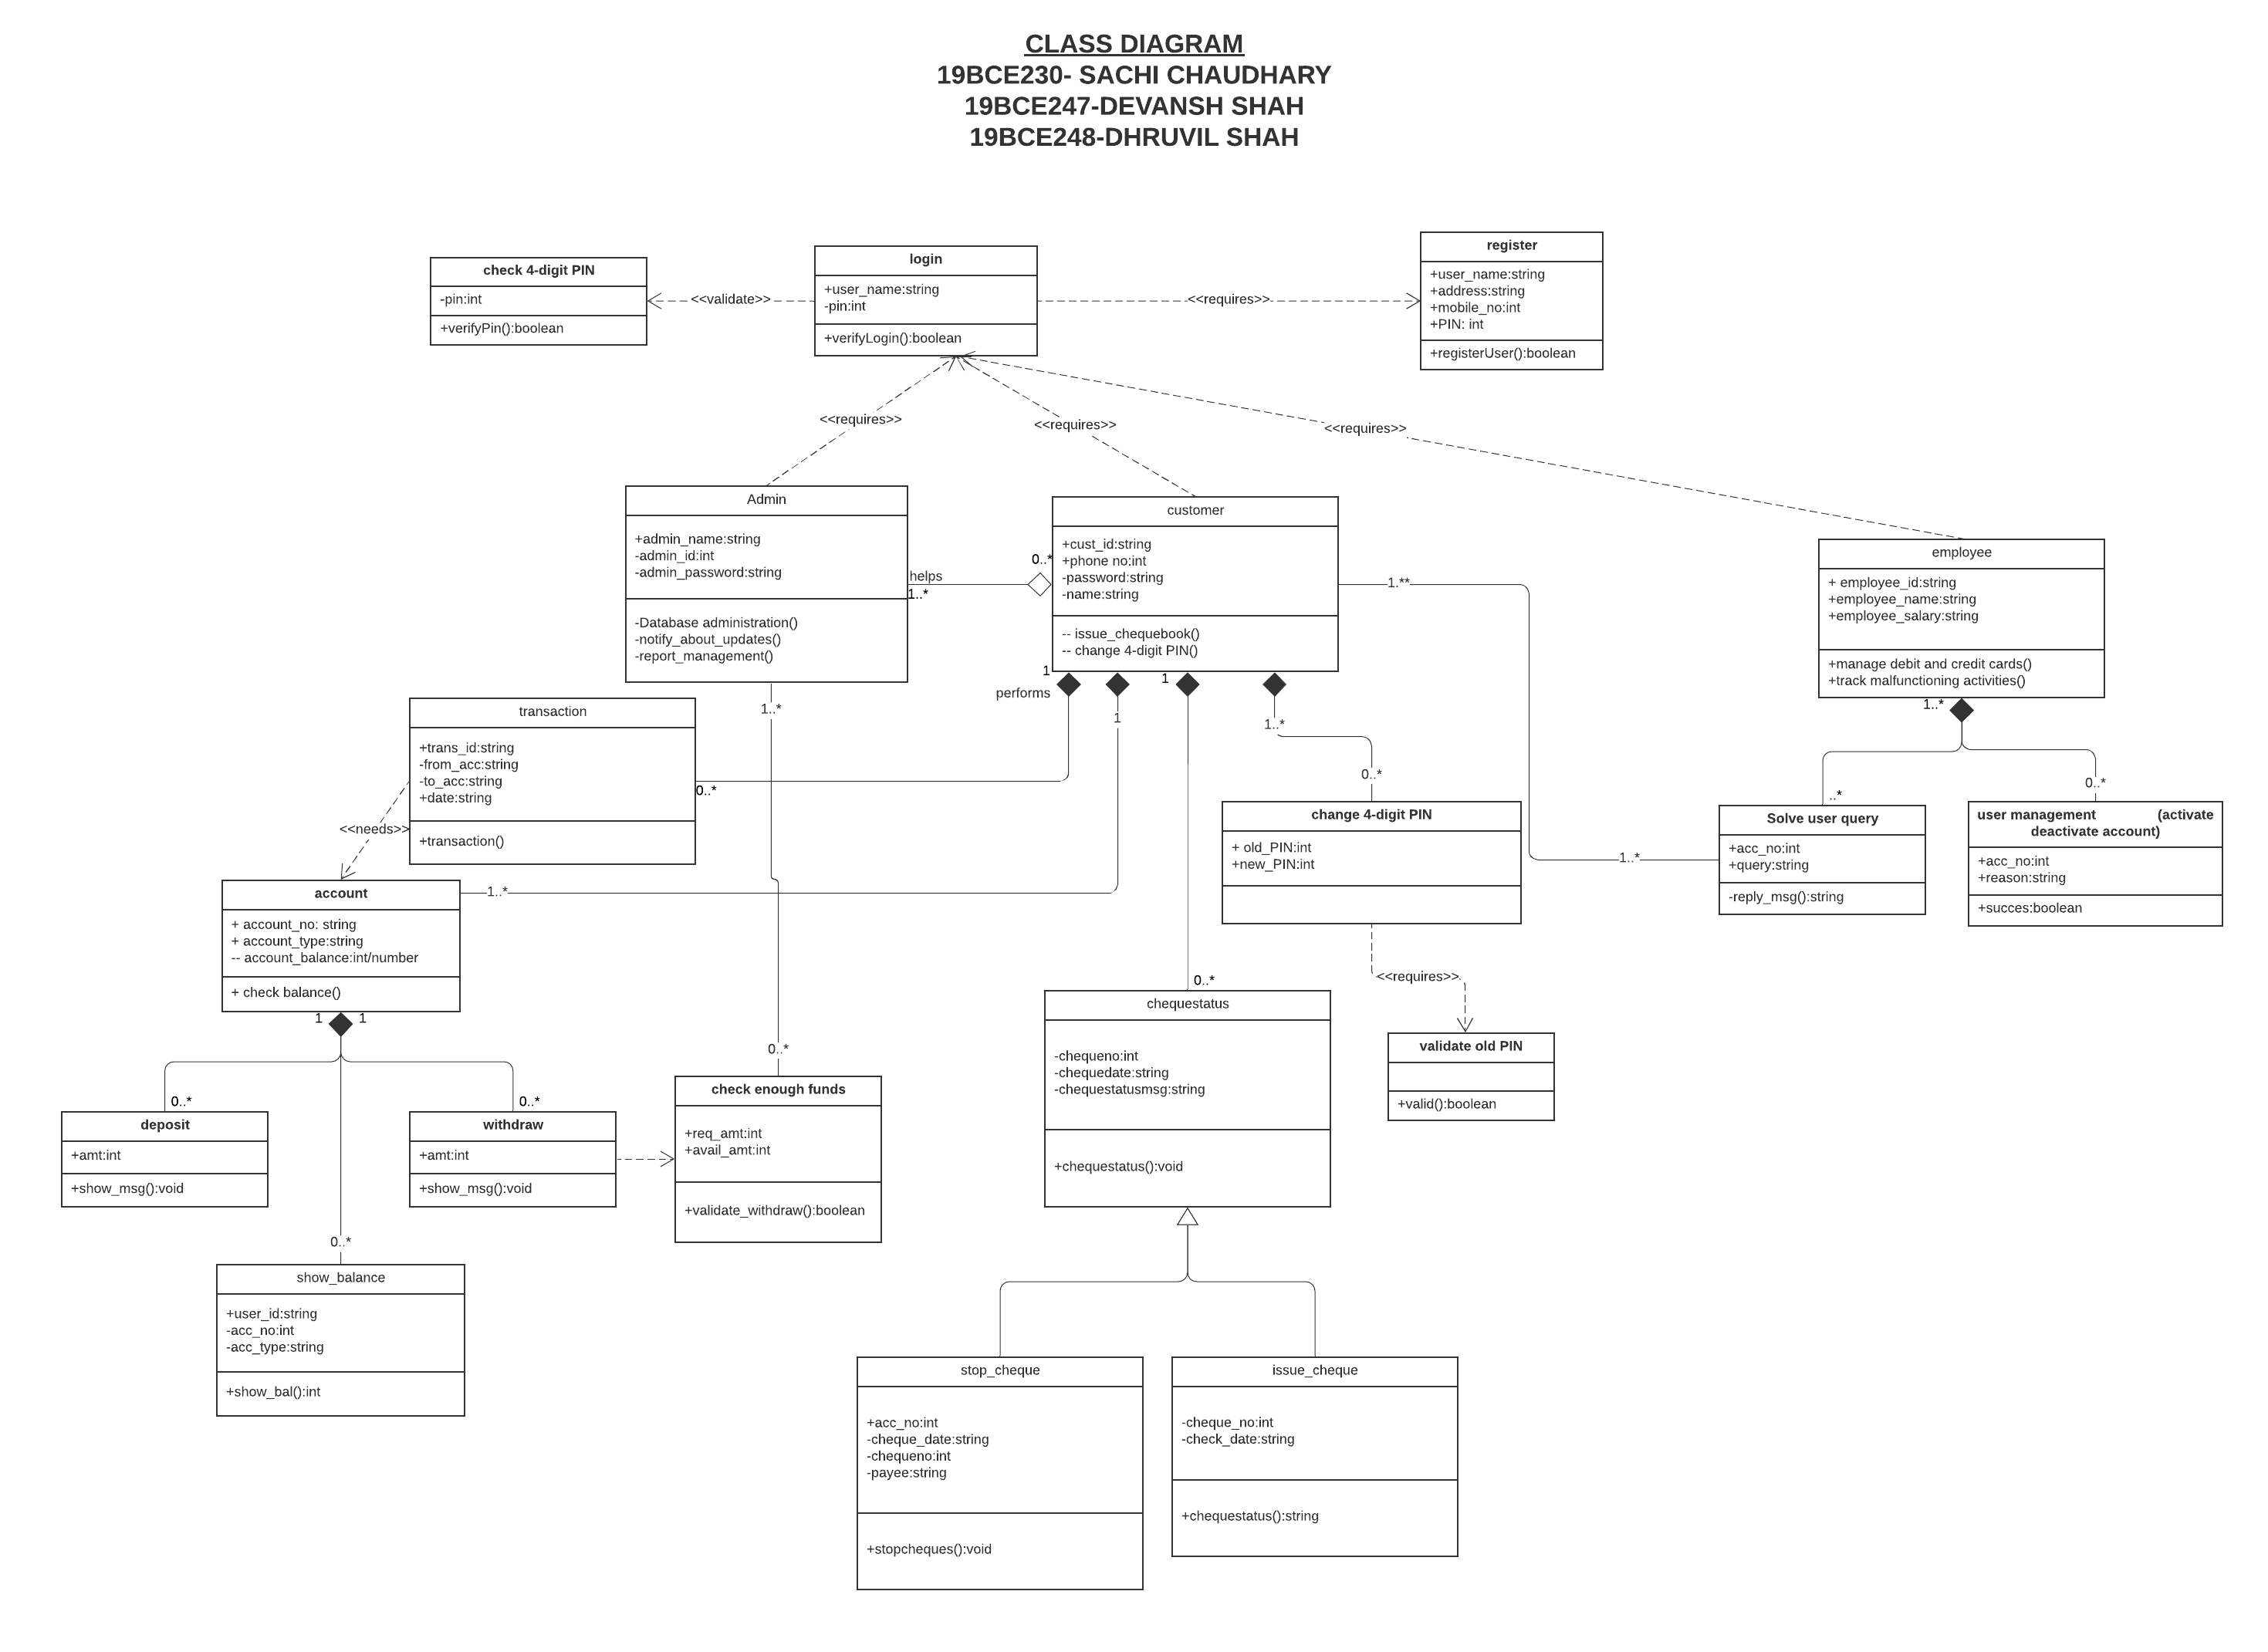 CLASS DIAGRAM
19BCE230- SACHI CHAUDHARY
19BCE247-DEVANSH SHAH
19BCE248-DHRUVIL SHAH
check 4-digit PIN
-pin:int
+verifyPin():boolean
<<validate>>
login
+user_name:string
-pin:int
+verifyLogin():boolean
<<requires>>
register
+user_name:string
+address:string
+mobile_no:int
+PIN: int
+registerUser():boolean
<<requires>>
<<requires>>
<<requires>>
Admin
+admin_name:string
-admin_id:int
-admin_password:string
-Database administration()
-notify_about_updates()
-report_management()
helps
1..*
0..*
customer
+cust_id:string
+phone no:int
-password:string
-name:string
-- issue_chequebook()
-- change 4-digit PIN()
1.**
employee
+ employee_id:string
+employee_name:string
+employee_salary:string
+manage debit and credit cards()
+track malfunctioning activities()
1
performs
1
1
1..*
0..*
1..*
1..*
..*
0..*
transaction
+trans_id:string
-from_acc:string
-to_acc:string
+date:string
+transaction()
0..*
<<needs>>
change 4-digit PIN
+ old_PIN:int
+new_PIN:int
1..*
Solve user query
+acc_no:int
+query:string
-reply_msg():string
user management (activate
deactivate account)
+acc_no:int
+reason:string
+succes:boolean
account
+ account_no: string
+ account_type:string
-- account_balance:int/number
+ check balance()
1..*
1
1
<<requires>>
validate old PIN
+valid():boolean
0..*
chequestatus
-chequeno:int
-chequedate:string
-chequestatusmsg:string
+chequestatus():void
0..*
deposit
+amt:int
+show_msg():void
0..*
withdraw
+amt:int
+show_msg():void
0..*
check enough funds
+req_amt:int
+avail_amt:int
+validate_withdraw():boolean
0..*
show_balance
+user_id:string
-acc_no:int
-acc_type:string
+show_bal():int
stop_cheque
+acc_no:int
-cheque_date:string
-chequeno:int
-payee:string
+stopcheques():void
issue_cheque
-cheque_no:int
-check_date:string
+chequestatus():string